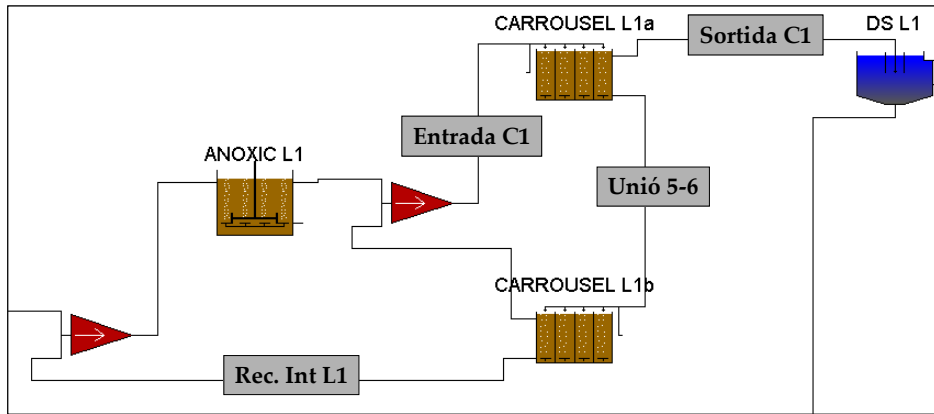 CARROUSEL L1a
Sortida C1
DS L1
Entrada C1
ANOXIC L1
Unió 5-6
CARROUSEL L1b
Rec. Int L1